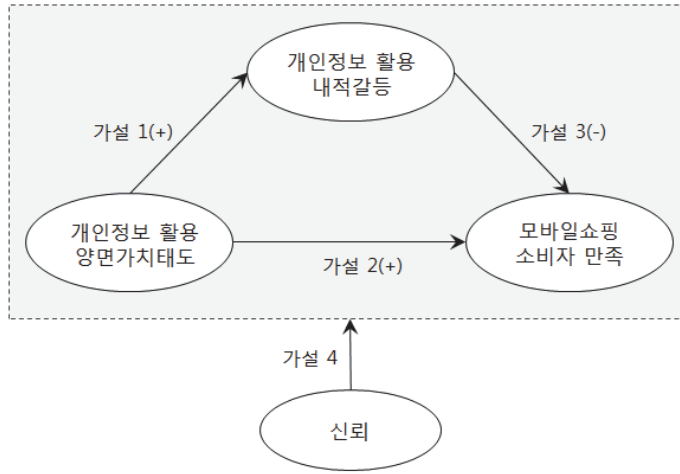 개인정보 활용
내적갈등
가설 1(+)
가설 3(-)
개인정보 활용
양면가치태도
모바일쇼핑
소비자 만족
가설 2(+)
가설 4
신뢰